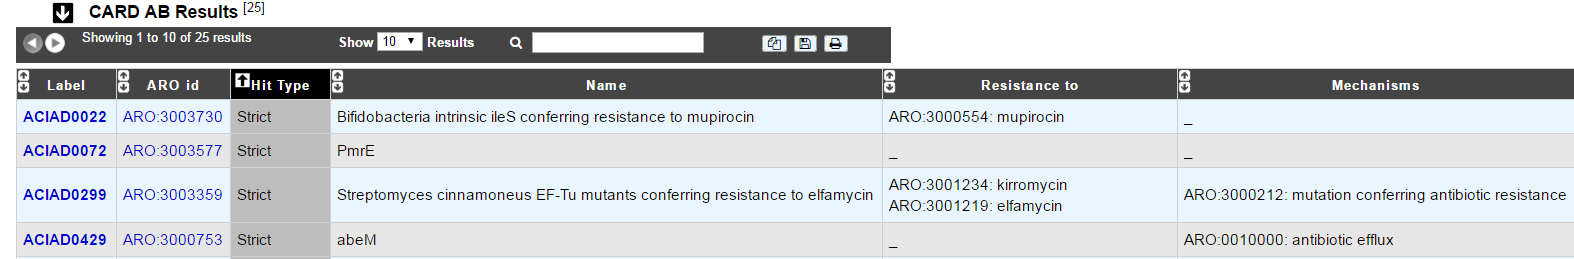 CARD AB Results [25]
Showing 1 to 10 of 25 results Show 10 Results
Label ARO id Hit Type Name Resistance to Mechanisms
ACIAD0022 ARO:3003730 Strict Bifidobacteria intrinsic ileS conferring resistance to mupirocin ARO:3000554: mupirocin _
ACIAD0072 ARO:3003577 Strict PmrE _ _
ACIAD0299 ARO:3003359 Strict Streptomyces cinnamoneus EF-Tu mutants conferring resistance to elfamycin ARO:3001234: kirromycin ARO:3000212: mutation conferring antibiotic resistance
ARO:3001219: elfamycin
ACIAD0429 ARO:3000753 Strict abeM _ ARO:0010000: antibiotic efflux